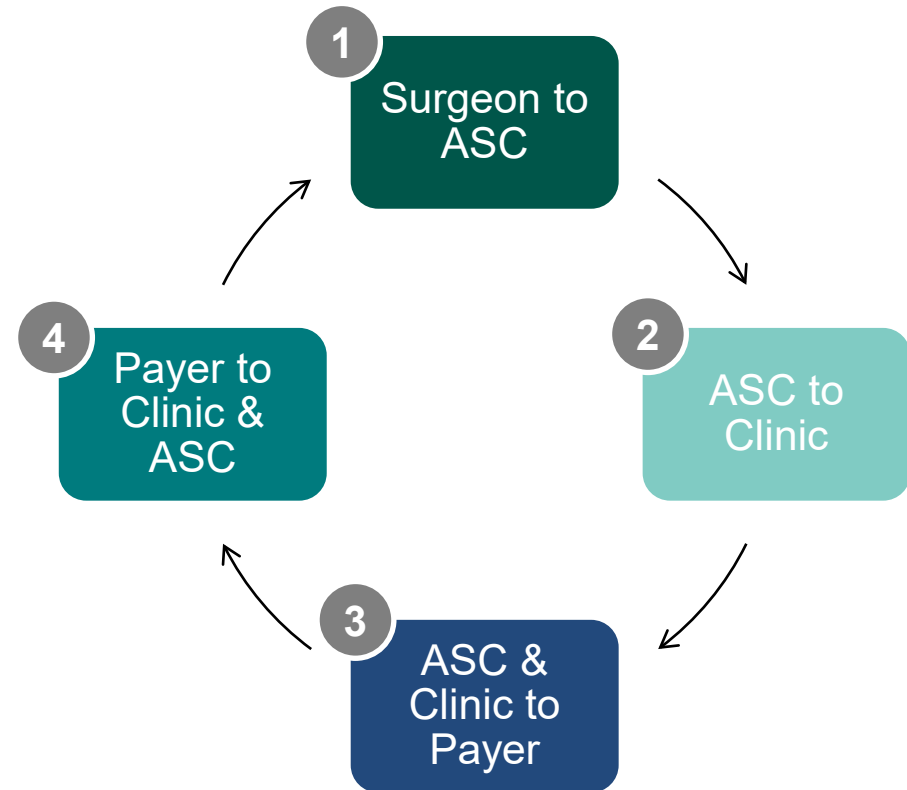 1
Surgeon to
ASC
2
ASC to
Clinic
3
ASC &
Clinic to
Payer
4
Payer to
Clinic &
ASC